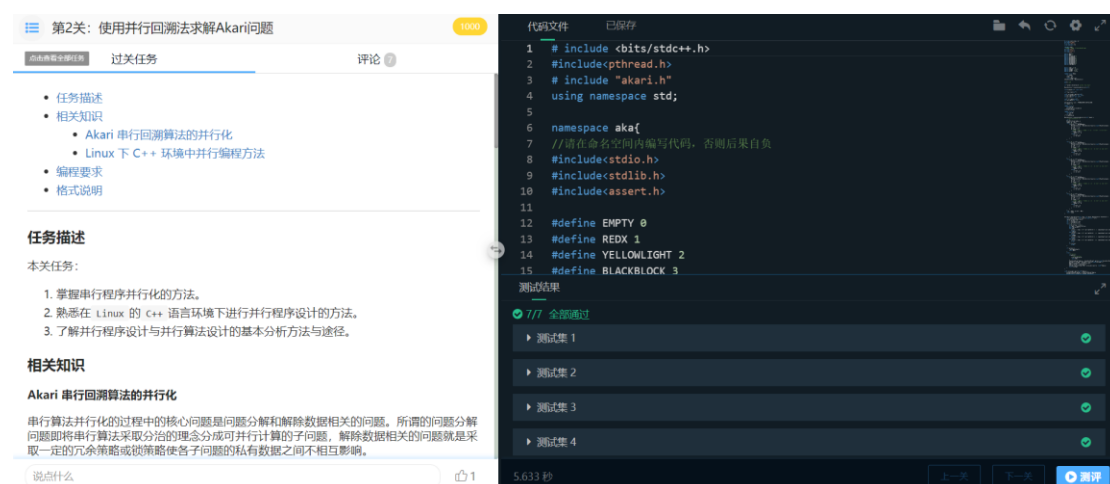 第2关：使用并行回溯法求解Akari问题
1000
点击查看全部任务
过关任务
评论
任务描述
相关知识
Akari 串行回溯算法的并行化
Linux 下 C++ 环境中并行编程方法
编程要求
格式说明
任务描述
本关任务：
1. 掌握串行程序并行化的方法。
2. 熟悉在 Linux 的 C++ 语言环境下进行并行程序设计的方法。
3. 了解并行程序设计与并行算法设计的基本分析方法与途径。
相关知识
Akari 串行回溯算法的并行化
串行算法并行化的过程中的核心问题是问题分解和解除数据相关的问题。所谓的问题分解
问题即将串行算法采取分治的理念分成可并行计算的子问题，解除数据相关的问题就是采
取一定的冗余策略或锁策略使各子问题的私有数据之间不相互影响。
说点什么
1
代码文件
已保存
1 # include <bits/stdc++.h>
2 #include<pthread.h>
3 # include "akari.h"
4 using namespace std;
5
6 namespace aka{
7 //请在命名空间内编写代码，否则后果自负
8 #include<stdio.h>
9 #include<stdlib.h>
10 #include<assert.h>
11
12 #define EMPTY 0
13 #define REDX 1
14 #define YELLOWLIGHT 2
15 #define BLACKBLOCK 3
测试结果
7/7 全部通过
测试集 1
测试集 2
测试集 3
测试集 4
5.633 秒
上一关
下一关
测评